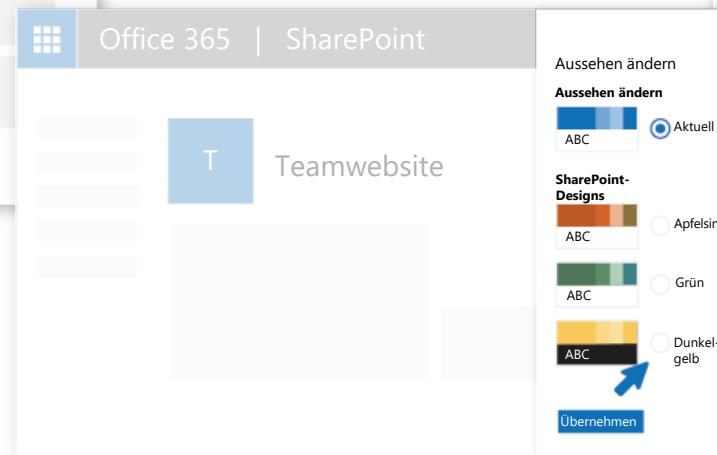 Office 365 | SharePoint
T
Teamwebsite
Aussehen ändern
Aussehen ändern
ABC
Aktuell
SharePoint-
Designs
ABC
Apfelsin
ABC
Grün
ABC
Dunkel-
gelb
Übernehmen